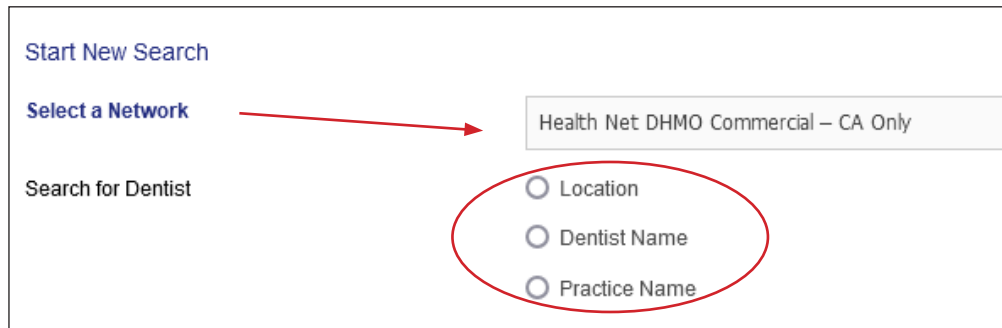 Start New Search
Select a Network
Health Net DHMO Commercial – CA Only
Search for Dentist
Location
Dentist Name
Practice Name